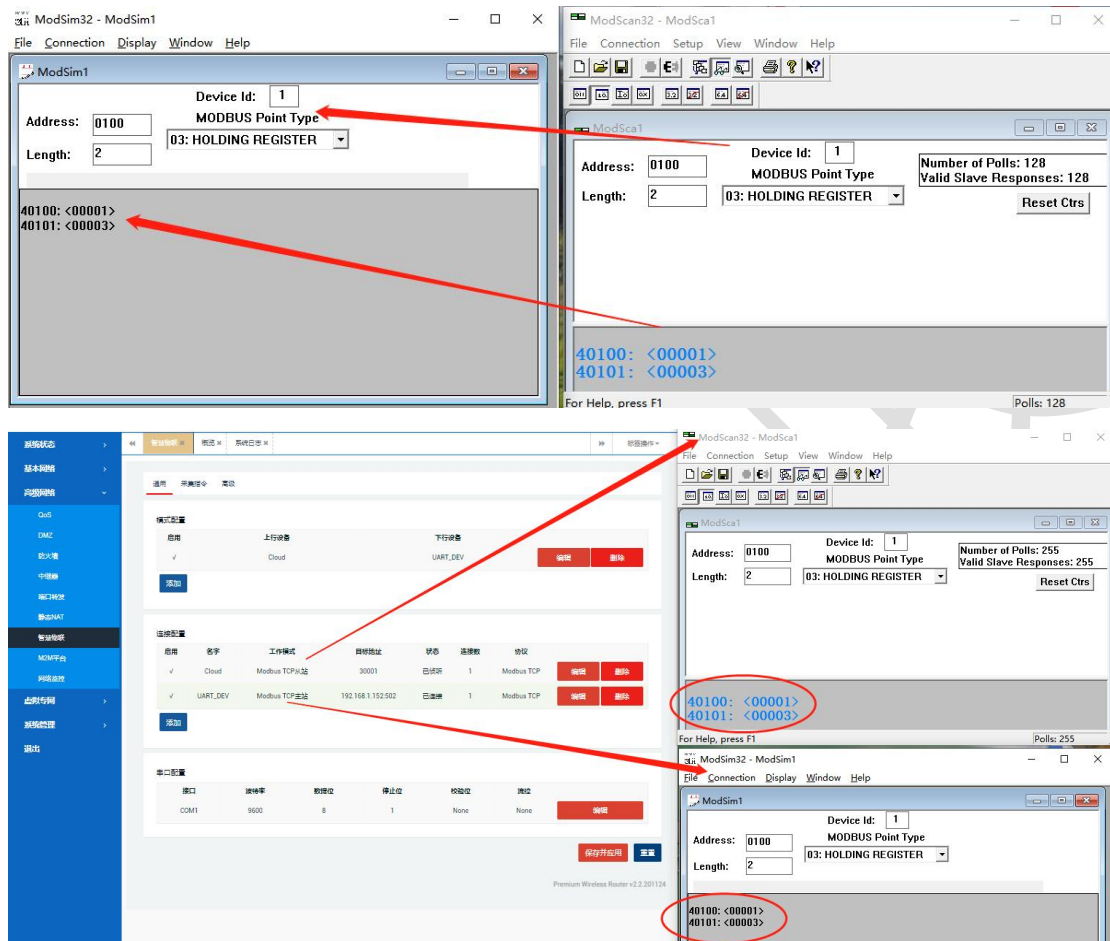 ModSim32 - ModSim1
File Connection Display Window Help
ModSim1
Device Id: 1
Address: 0100
MODBUS Point Type
03: HOLDING REGISTER
Length: 2
40100: <00001>
40101: <00003>
ModScan32 - ModSca1
File Connection Setup View Window Help
ModSca1
Device Id: 1
Address: 0100
MODBUS Point Type
Number of Polls: 128
Valid Slave Responses: 128
Length: 2
03: HOLDING REGISTER
Reset Ctrs
40100: <00001>
40101: <00003>
For Help, press F1
Polls: 128
系统状态
基本网络
高级网络
QoS
DMZ
防火墙
中继器
端口转发
静态NAT
智慧物联
M2M平台
网络监控
虚拟专网
系统管理
退出
智慧物联 概览 系统日志 标签操作
通用 采集指令 高级
模式配置
启用 上行设备 下行设备
√ Cloud UART_DEV 编辑 删除
添加
连接配置
启用 名字 工作模式 目标地址 状态 连接数 协议
√ Cloud Modbus TCP从站 30001 已侦听 1 Modbus TCP 编辑 删除
√ UART_DEV Modbus TCP主站 192.168.1.152:502 已连接 1 Modbus TCP 编辑 删除
添加
串口配置
接口 波特率 数据位 停止位 校验位 流控
COM1 9600 8 1 None None 编辑
保存并应用 重置
Premium Wireless Router v2.2.201124
ModScan32 - ModSca1
File Connection Setup View Window Help
ModSca1
Device Id: 1
Address: 0100
MODBUS Point Type
Number of Polls: 255
Valid Slave Responses: 255
Length: 2
03: HOLDING REGISTER
Reset Ctrs
40100: <00001>
40101: <00003>
For Help, press F1
Polls: 255
ModSim32 - ModSim1
File Connection Display Window Help
ModSim1
Device Id: 1
Address: 0100
MODBUS Point Type
03: HOLDING REGISTER
Length: 2
40100: <00001>
40101: <00003>